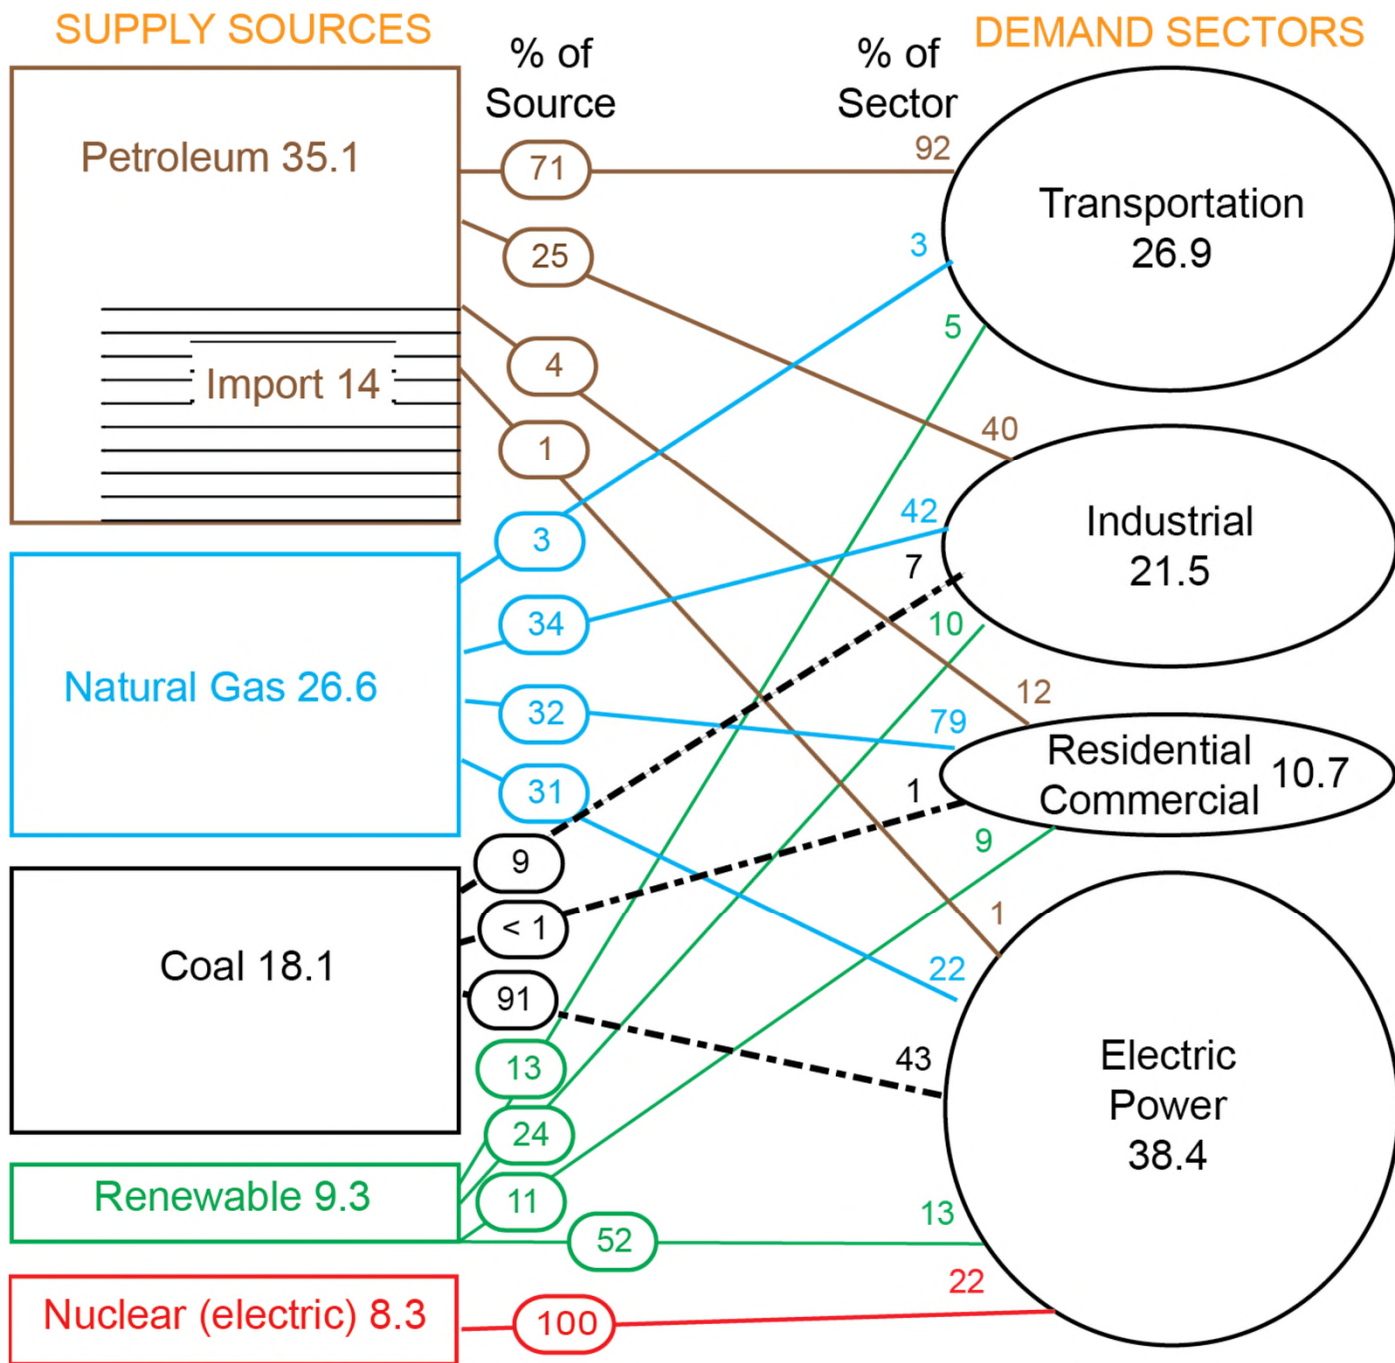 SUPPLY SOURCES
DEMAND SECTORS
% of
Source
% of
Sector
Petroleum 35.1
Import 14
71
25
4
1
92
3
5
Transportation
26.9
40
42
7
10
Industrial
21.5
Natural Gas 26.6
3
34
32
31
12
79
1
9
Residential
Commercial
10.7
Coal 18.1
9
< 1
91
1
22
43
13
22
Electric
Power
38.4
Renewable 9.3
13
24
11
52
Nuclear (electric) 8.3
100